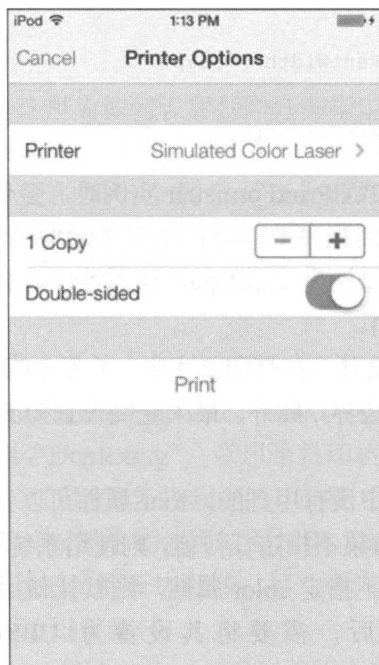 iPod 1:13 PM
Cancel Printer Options
Printer Simulated Color Laser >
1 Copy − +
Double-sided
Print